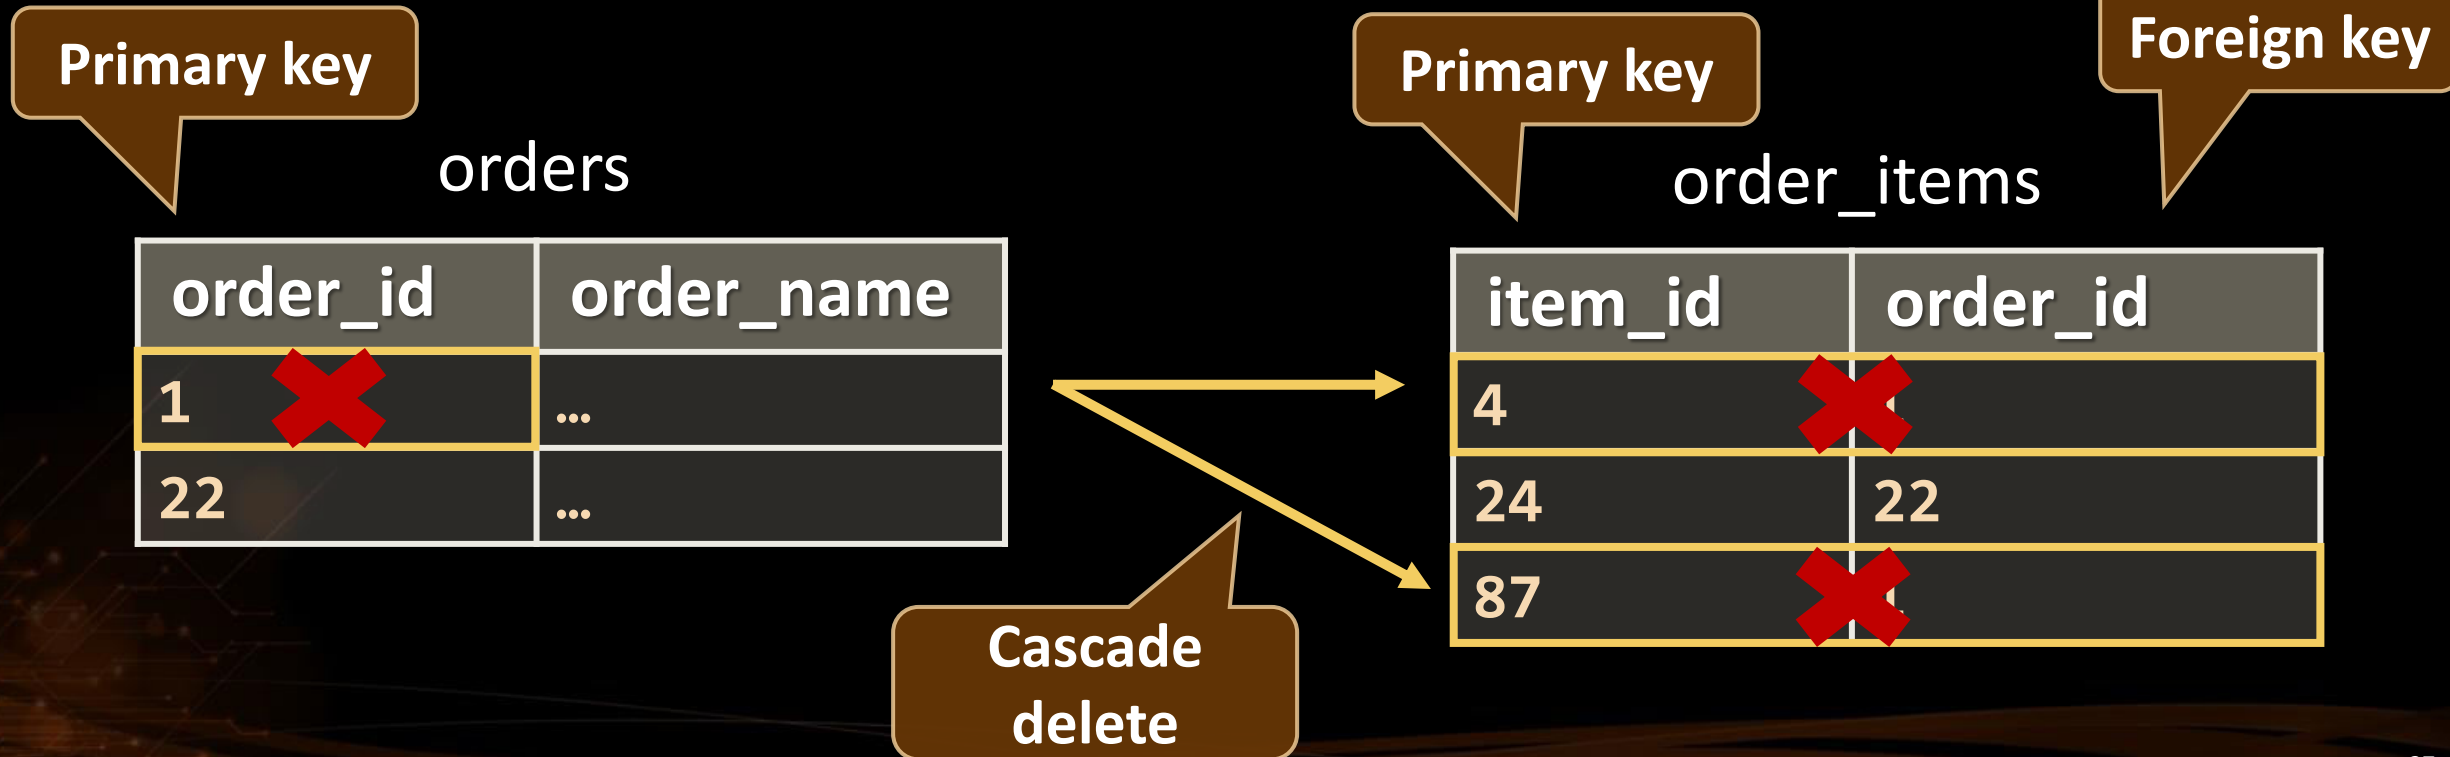 Primary key
Primary key
Foreign key
orders
order_items
order_id order_name
1 …
22 …
item_id order_id
4
24 22
87
Cascade
delete